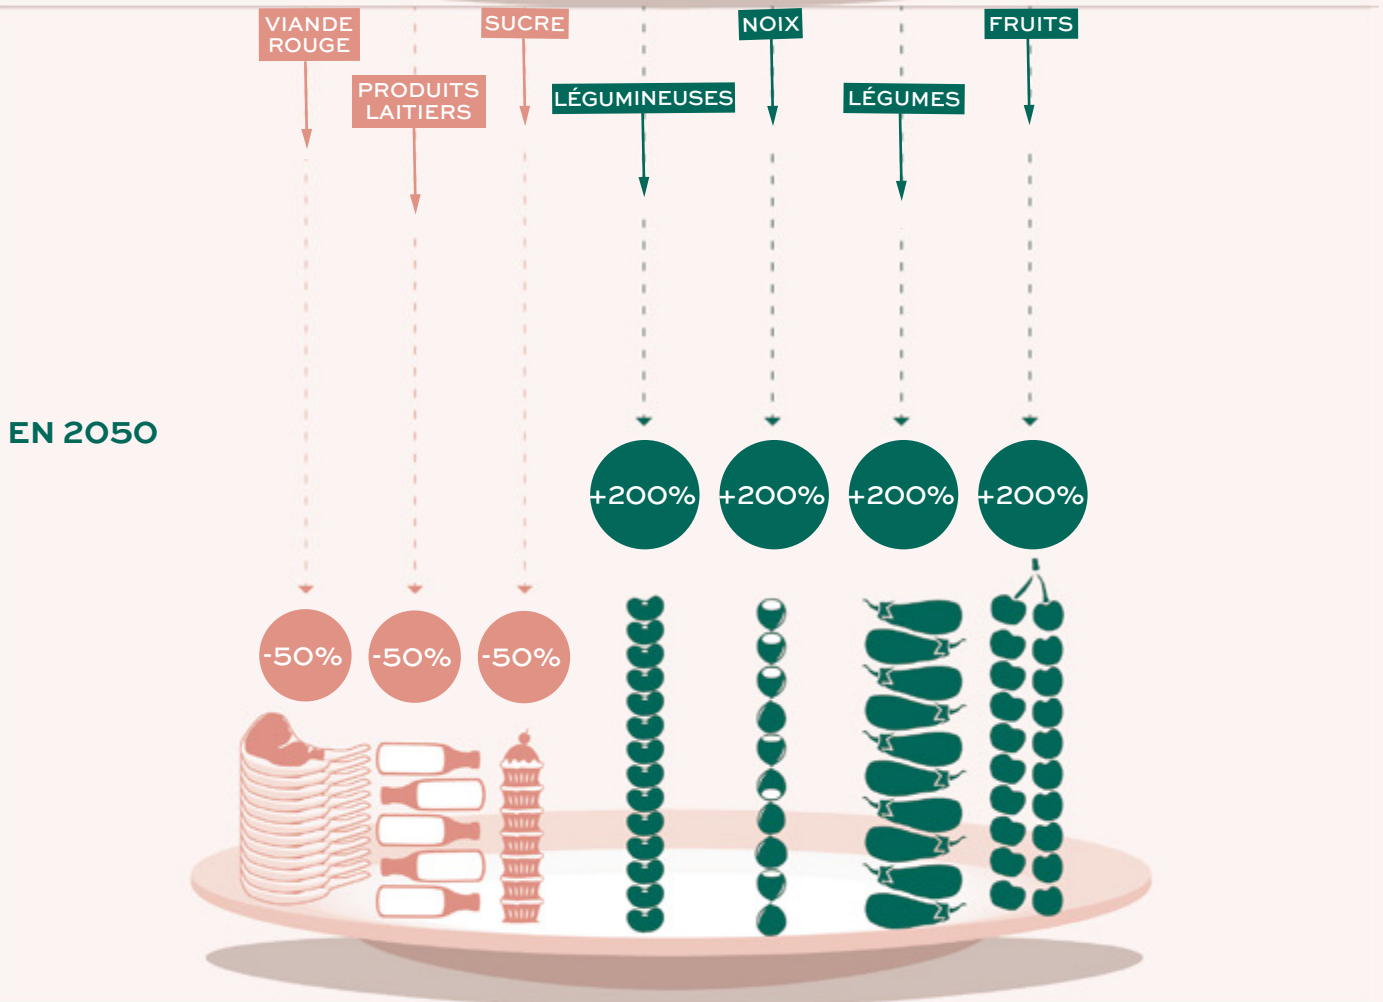 VIANDE
ROUGE
SUCRE
NOIX
FRUITS
PRODUITS
LAITIERS
LÉGUMINEUSES
LÉGUMES
EN 2050
+200%
+200%
+200%
+200%
-50%
-50%
-50%